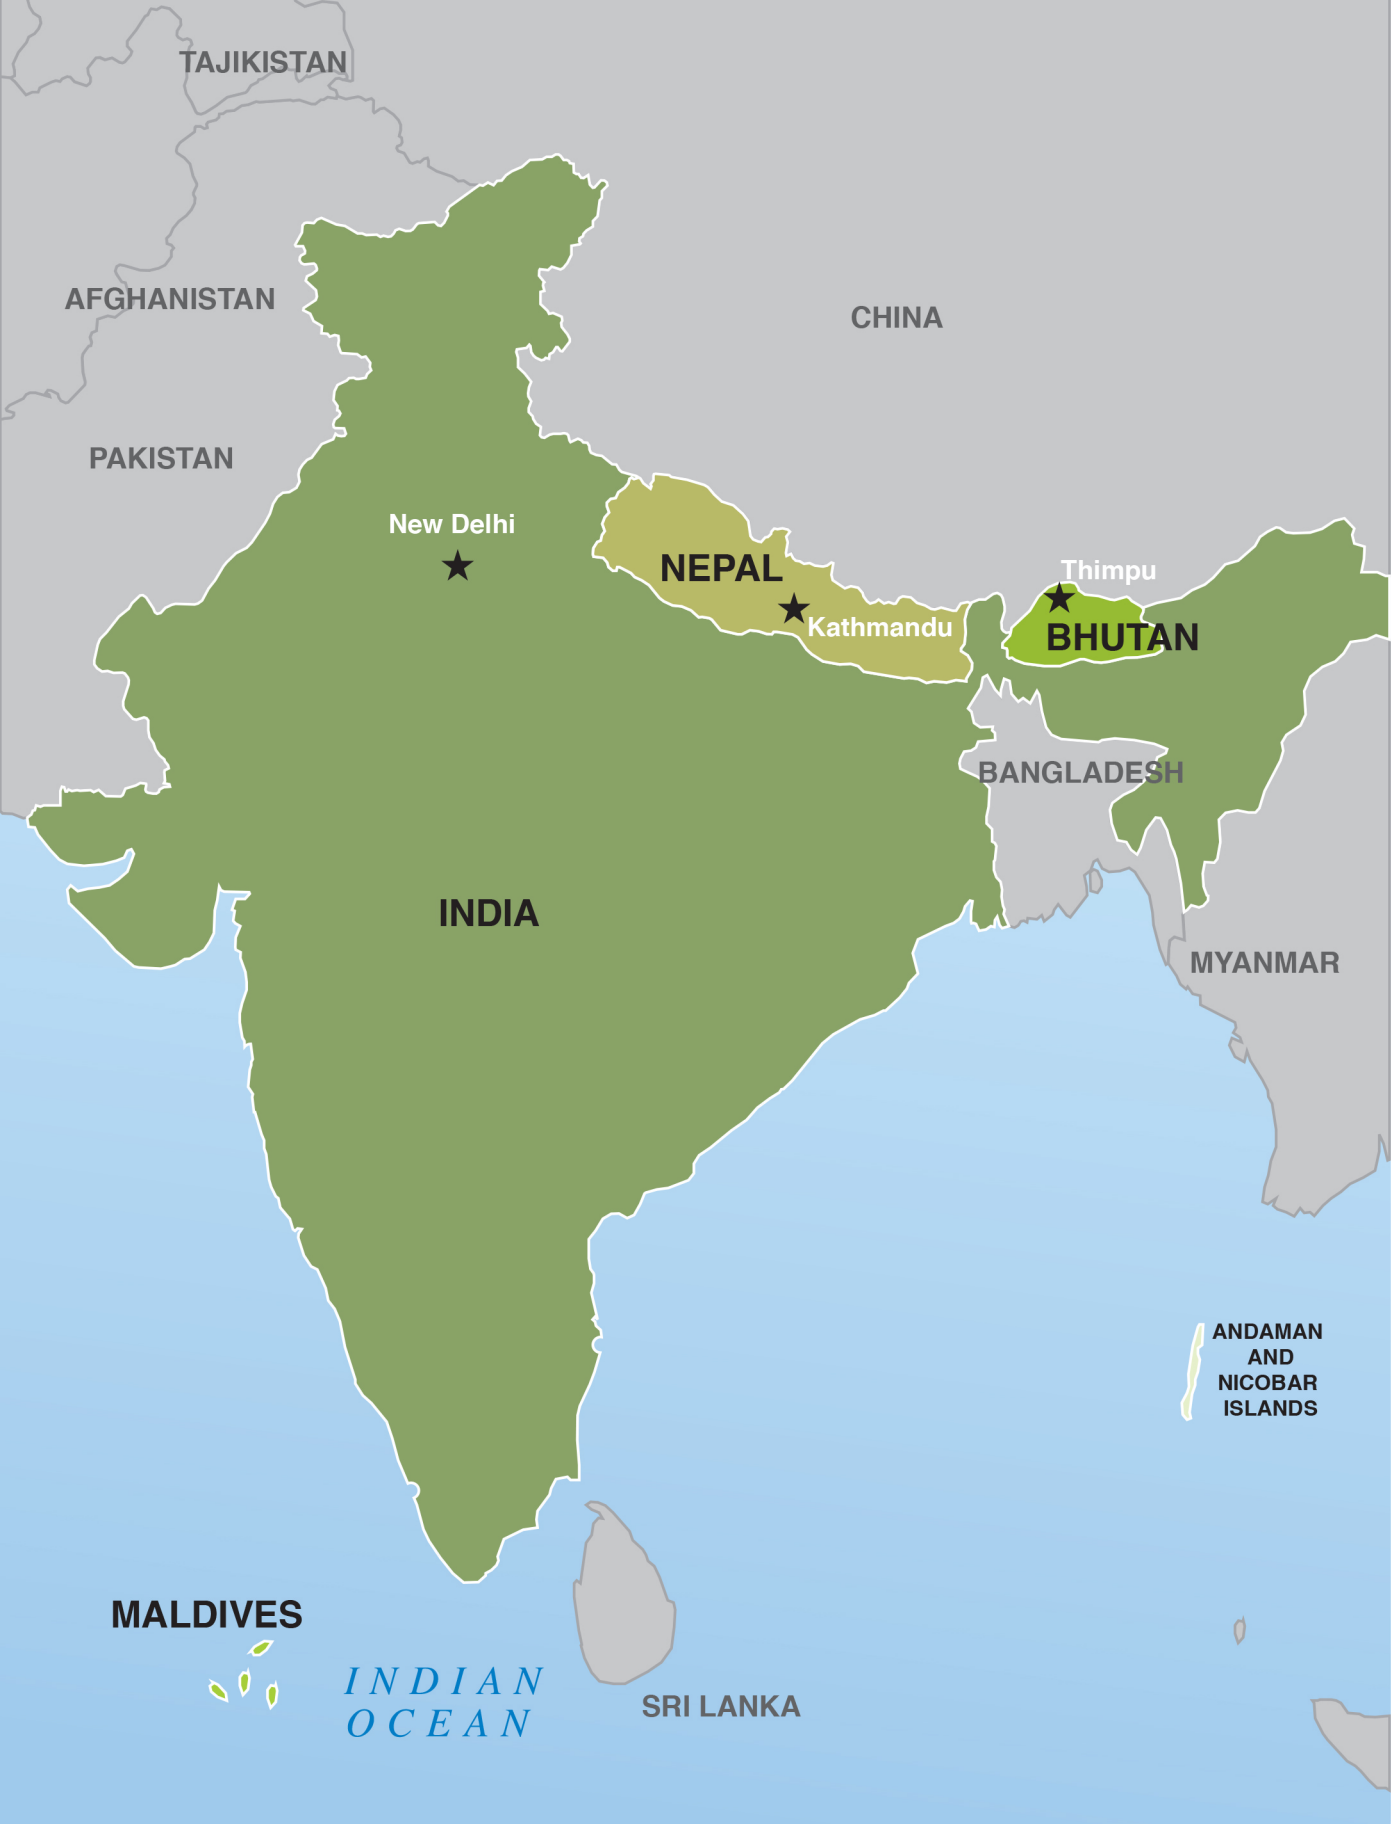 TAJIKISTAN
AFGHANISTAN
CHINA
PAKISTAN
New Delhi
NEPAL
Thimpu
Kathmandu
BHUTAN
BANGLADESH
INDIA
MYANMAR
ANDAMAN
AND
NICOBAR
ISLANDS
MALDIVES
INDIAN
OCEAN
SRI LANKA